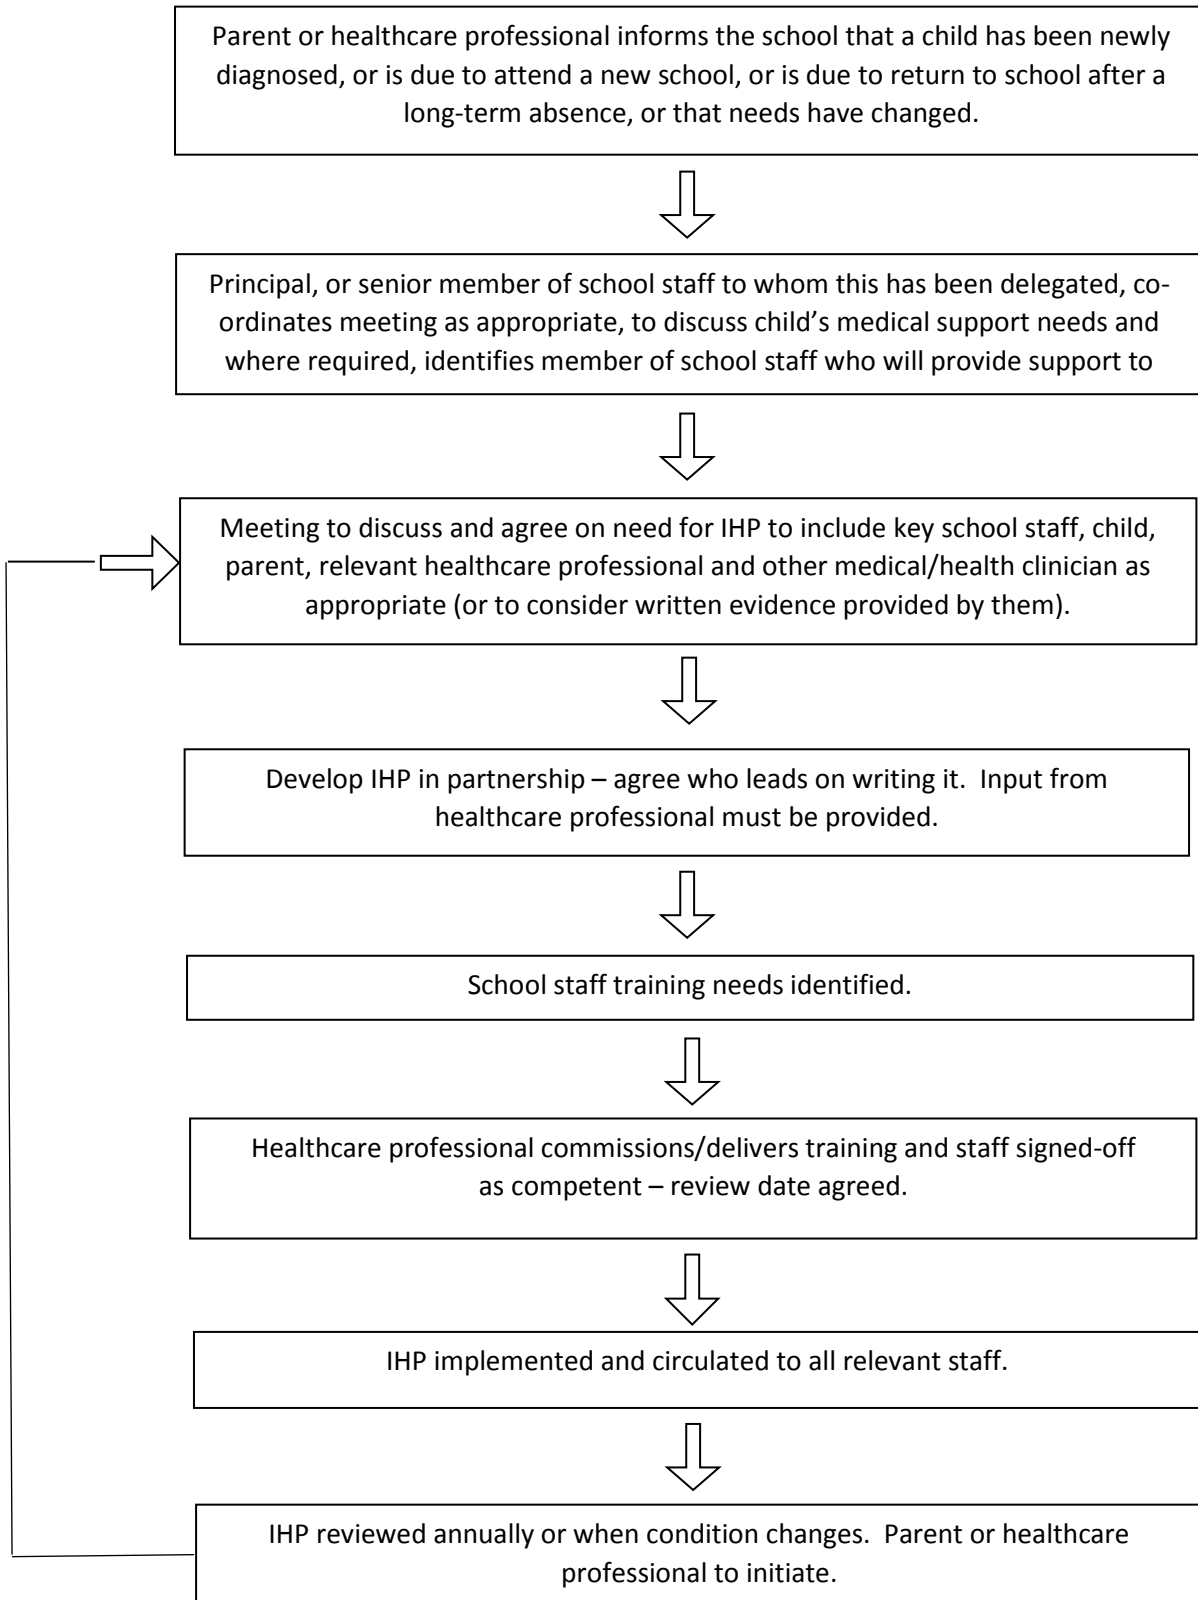 Parent or healthcare professional informs the school that a child has been newly
diagnosed, or is due to attend a new school, or is due to return to school after a
long-term absence, or that needs have changed.
Principal, or senior member of school staff to whom this has been delegated, co-
ordinates meeting as appropriate, to discuss child’s medical support needs and
where required, identifies member of school staff who will provide support to
Meeting to discuss and agree on need for IHP to include key school staff, child,
parent, relevant healthcare professional and other medical/health clinician as
appropriate (or to consider written evidence provided by them).
Develop IHP in partnership – agree who leads on writing it.  Input from
healthcare professional must be provided.
School staff training needs identified.
Healthcare professional commissions/delivers training and staff signed-off
as competent – review date agreed.
IHP implemented and circulated to all relevant staff.
IHP reviewed annually or when condition changes.  Parent or healthcare
professional to initiate.